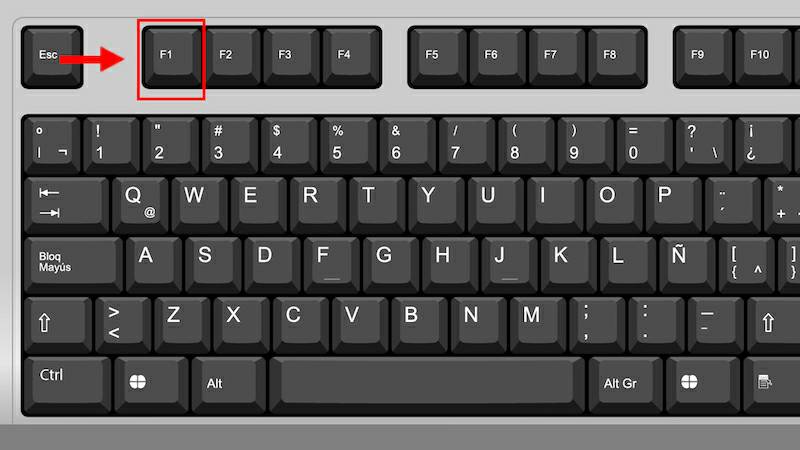 Esc F1 F2 F3 F4 F5 F6 F7 F8 F9 F10
º ! " # $ % & / ( ) = ? ¡
| ¬ 1 2 3 4 5 6 7 8 9 0 ' \ ¿
Q W E R T Y U I O P ¨ *
@ ´ +
Bloq
Mayús
A S D F G H J K L Ñ [ ]
{ ^ }
> Z X C V B N M ; : —
< , . –
Ctrl Alt Alt Gr